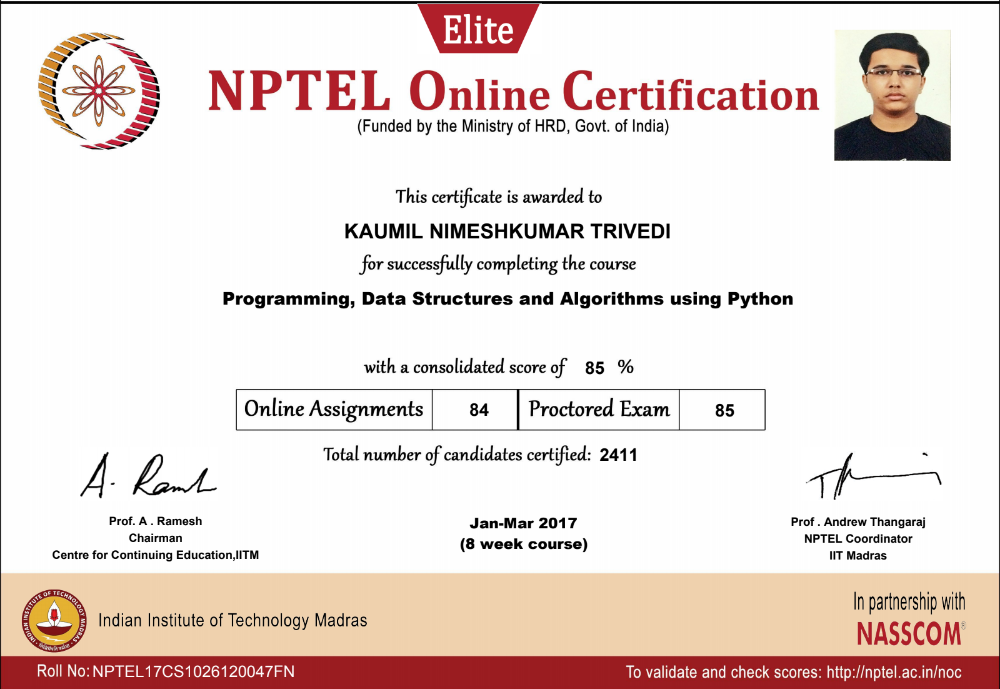 Elite
NPTEL Online Certification
(Funded by the Ministry of HRD, Govt. of India)
This certificate is awarded to
KAUMIL NIMESHKUMAR TRIVEDI
for successfully completing the course
Programming, Data Structures and Algorithms using Python
with a consolidated score of 85 %
Online Assignments 84 Proctored Exam 85
Total number of candidates certified: 2411
A. Ramesh
Prof. A . Ramesh
Chairman
Centre for Continuing Education,IITM
Jan-Mar 2017
(8 week course)
Prof . Andrew Thangaraj
NPTEL Coordinator
IIT Madras
INDIAN INSTITUTE OF TECHNOLOGY MADRAS
Indian Institute of Technology Madras
In partnership with
NASSCOM®
Roll No: NPTEL17CS1026120047FN
To validate and check scores: http://nptel.ac.in/noc